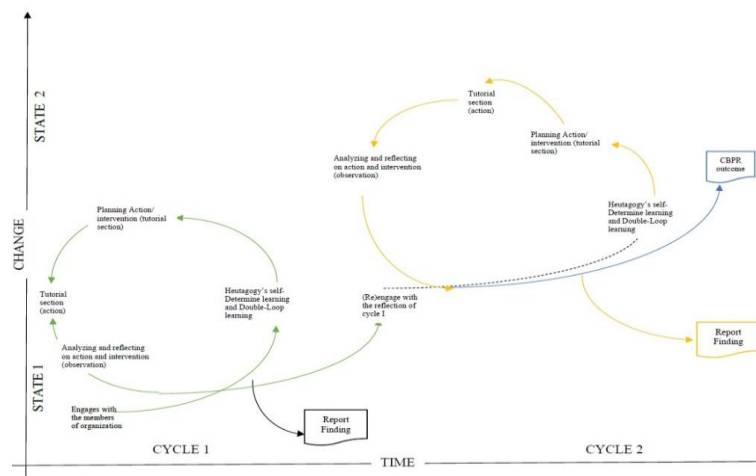 STATE 2
CHANGE
STATE 1
Tutorial
section
(action)
Planning Action/
intervention (tutorial
section)
Analyzing and reflecting
on action and intervention
(observation)
Heutagogy's self-
Determine learning
and Double-Loop
learning
CBPR
outcome
Planning Action/
intervention (tutorial
section)
Tutorial
section
(action)
Heutagogy's self-
Determine learning
and Double-Loop
learning
(Re)engage with
the reflection of
cycle I
Analyzing and reflecting
on action and intervention
(observation)
Engages with
the members
of organization
Report
Finding
Report
Finding
CYCLE 1
TIME
CYCLE 2